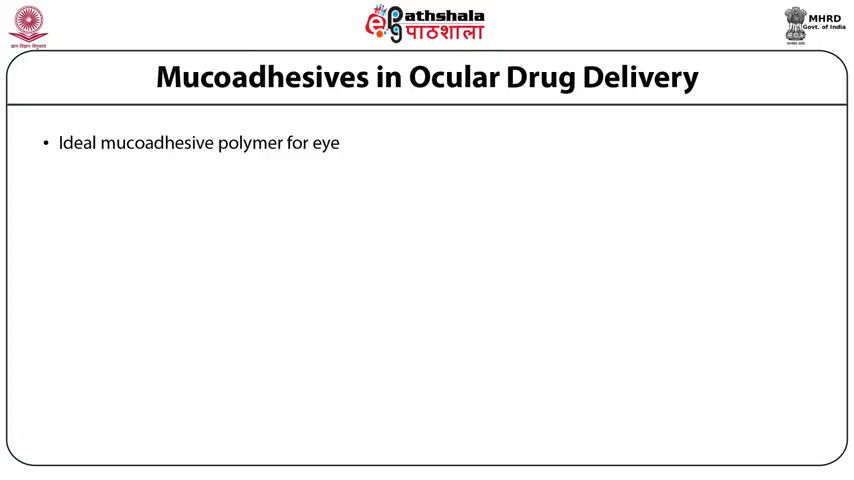 ePathshala
पाठशाला
MHRD
Govt. of India
Mucoadhesives in Ocular Drug Delivery
• Ideal mucoadhesive polymer for eye